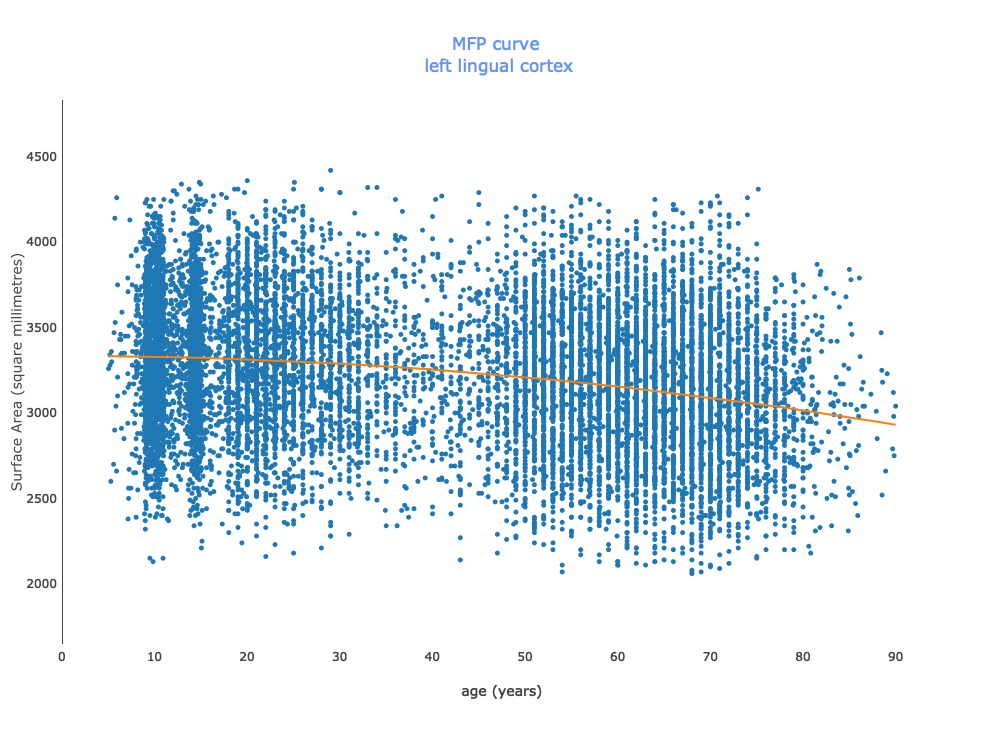 MFP curve
left lingual cortex
Surface Area (square millimetres)
4500
4000
3500
3000
2500
2000
0 10 20 30 40 50 60 70 80 90
age (years)